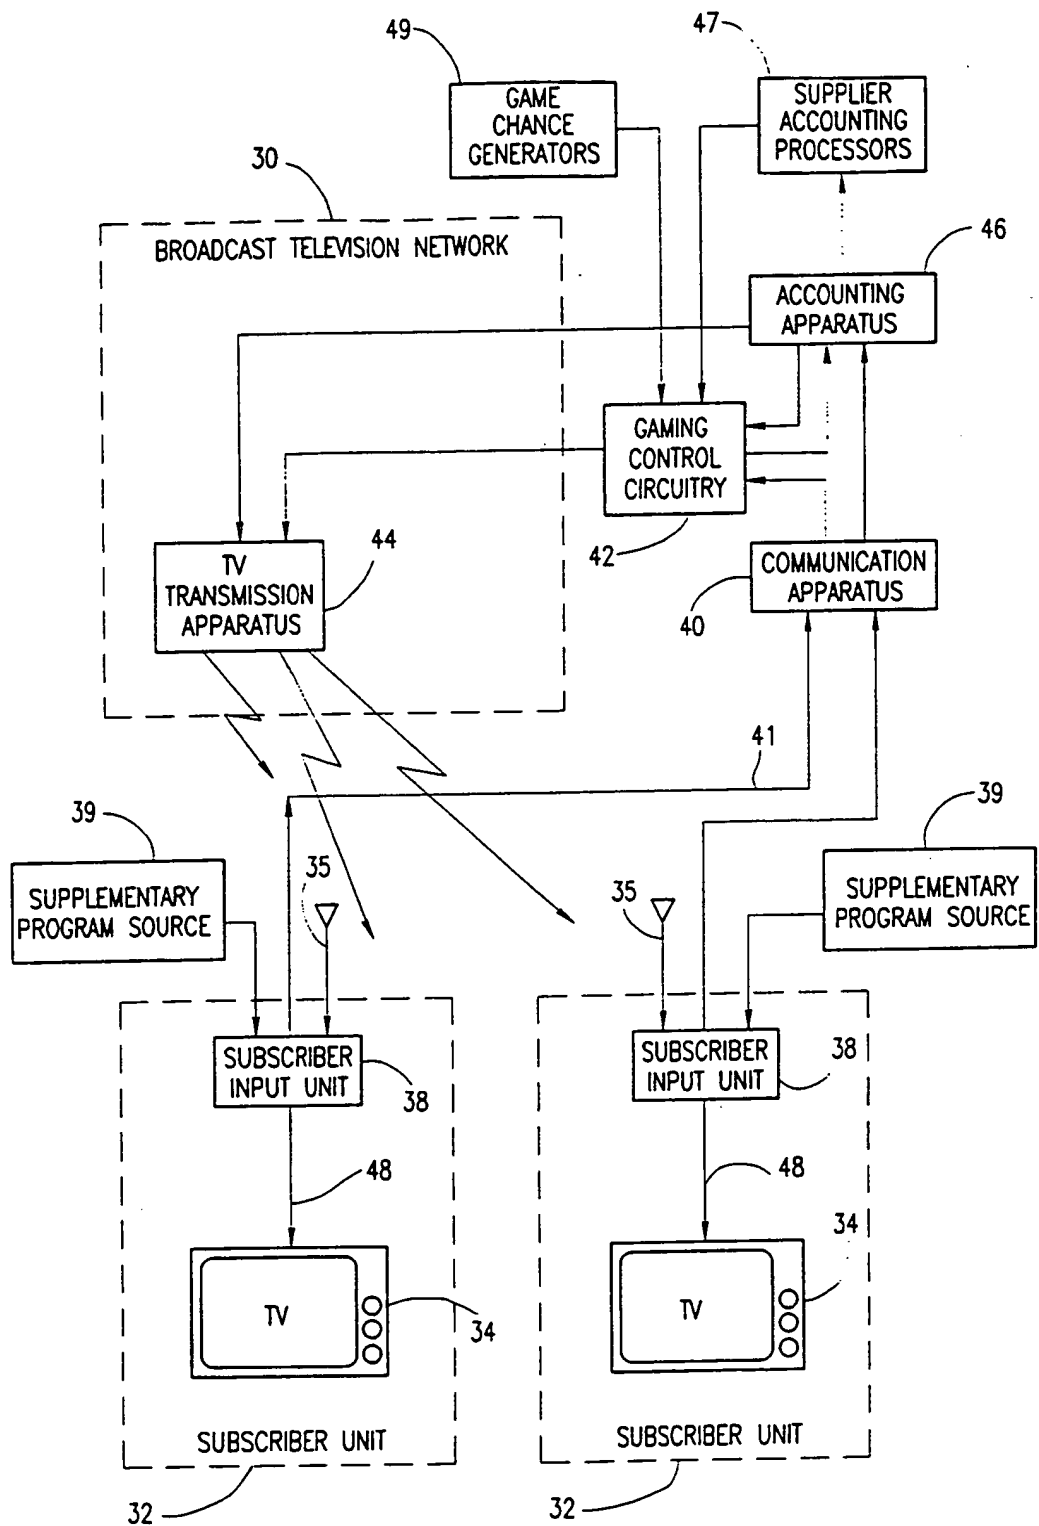 49
47
GAME
CHANCE
GENERATORS
SUPPLIER
ACCOUNTING
PROCESSORS
30
BROADCAST TELEVISION NETWORK
46
ACCOUNTING
APPARATUS
GAMING
CONTROL
CIRCUITRY
42
44
TV
TRANSMISSION
APPARATUS
COMMUNICATION
APPARATUS
40
41
39
39
SUPPLEMENTARY
PROGRAM SOURCE
35
35
SUPPLEMENTARY
PROGRAM SOURCE
SUBSCRIBER
INPUT UNIT
38
SUBSCRIBER
INPUT UNIT
38
48
48
TV
34
TV
34
SUBSCRIBER UNIT
SUBSCRIBER UNIT
32
32